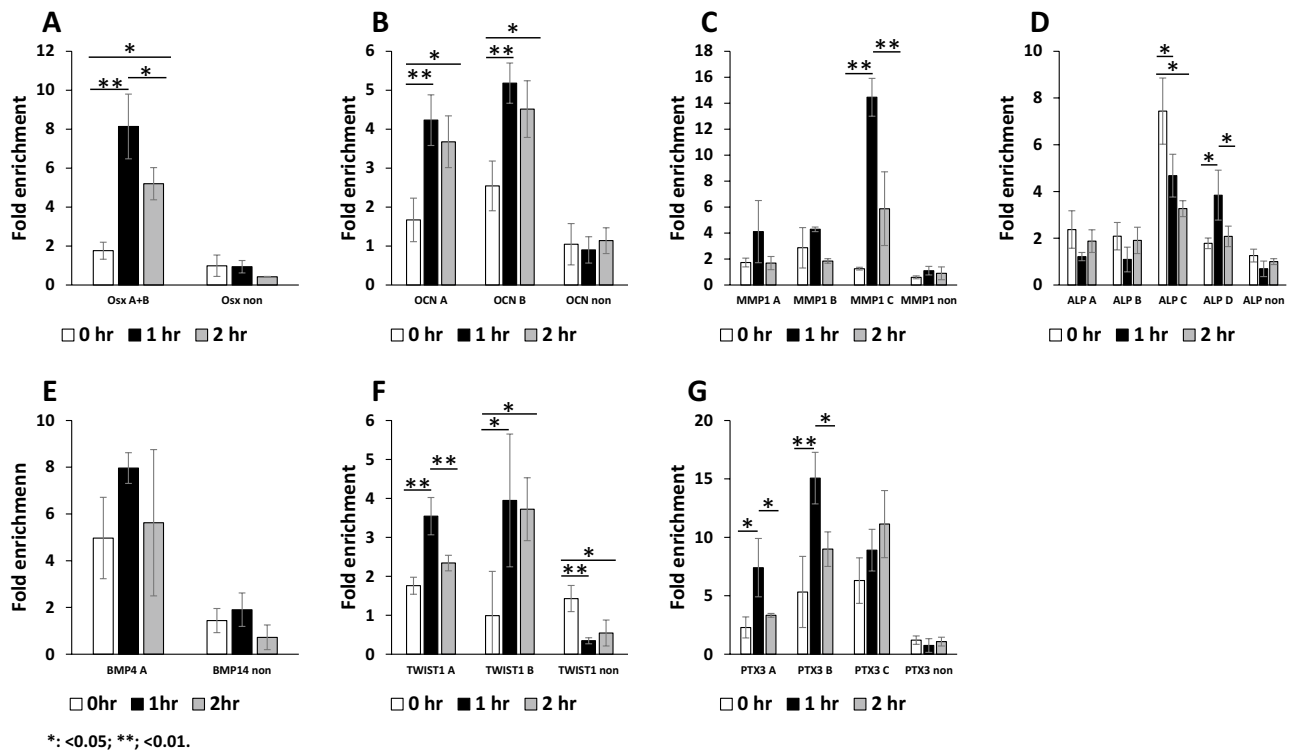 A
Fold enrichment
12
10
8
6
4
2
0
*
** *
Osx A+B Osx non
0 hr 1 hr 2 hr
B
Fold enrichment
6
5
4
3
2
1
0
*
* **
**
OCN A OCN B OCN non
0 hr 1 hr 2 hr
C
Fold enrichment
18
16
14
12
10
8
6
4
2
0
** **
MMP1 A MMP1 B MMP1 C MMP1 non
0 hr 1 hr 2 hr
D
Fold enrichment
10
8
6
4
2
0
*
*
* *
ALP A ALP B ALP C ALP D ALP non
0 hr 1 hr 2 hr
E
Fold enrichmenn
10
8
6
4
2
0
BMP4 A BMP14 non
0hr 1hr 2hr
F
Fold enrichment
6
5
4
3
2
1
0
*
*
**
**
*
**
TWIST1 A TWIST1 B TWIST1 non
0 hr 1 hr 2 hr
G
Fold enrichment
20
15
10
5
0
*
**
*
*
PTX3 A PTX3 B PTX3 C PTX3 non
0 hr 1 hr 2 hr
*: <0.05; **; <0.01.